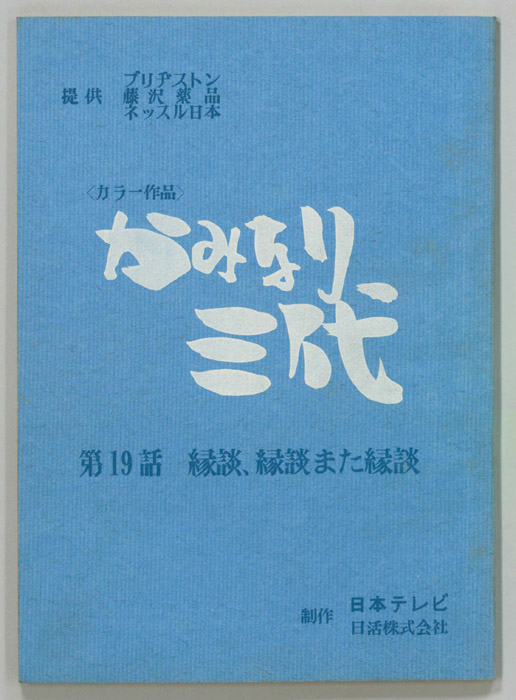 ブリヂストン
提供 藤沢薬品
ネッスル日本
〈カラー作品〉
かみなり
三代
第19話 縁談、縁談また縁談
制作 日本テレビ
日活株式会社